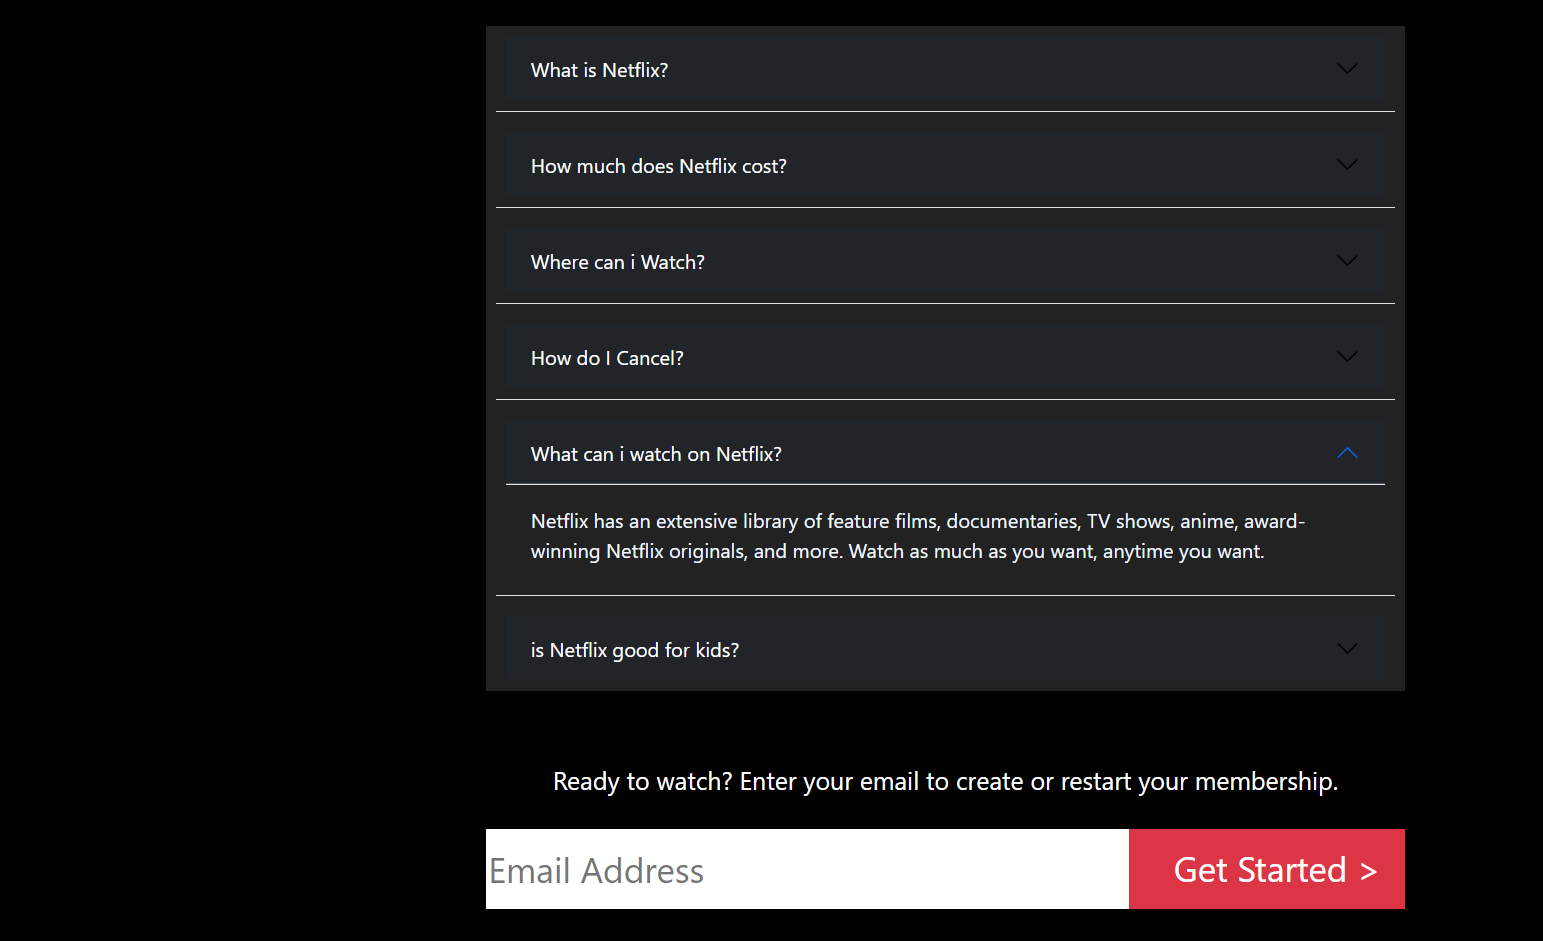 What is Netflix?
How much does Netflix cost?
Where can i Watch?
How do I Cancel?
What can i watch on Netflix?
Netflix has an extensive library of feature films, documentaries, TV shows, anime, award-
winning Netflix originals, and more. Watch as much as you want, anytime you want.
is Netflix good for kids?
Ready to watch? Enter your email to create or restart your membership.
Email Address
Get Started >